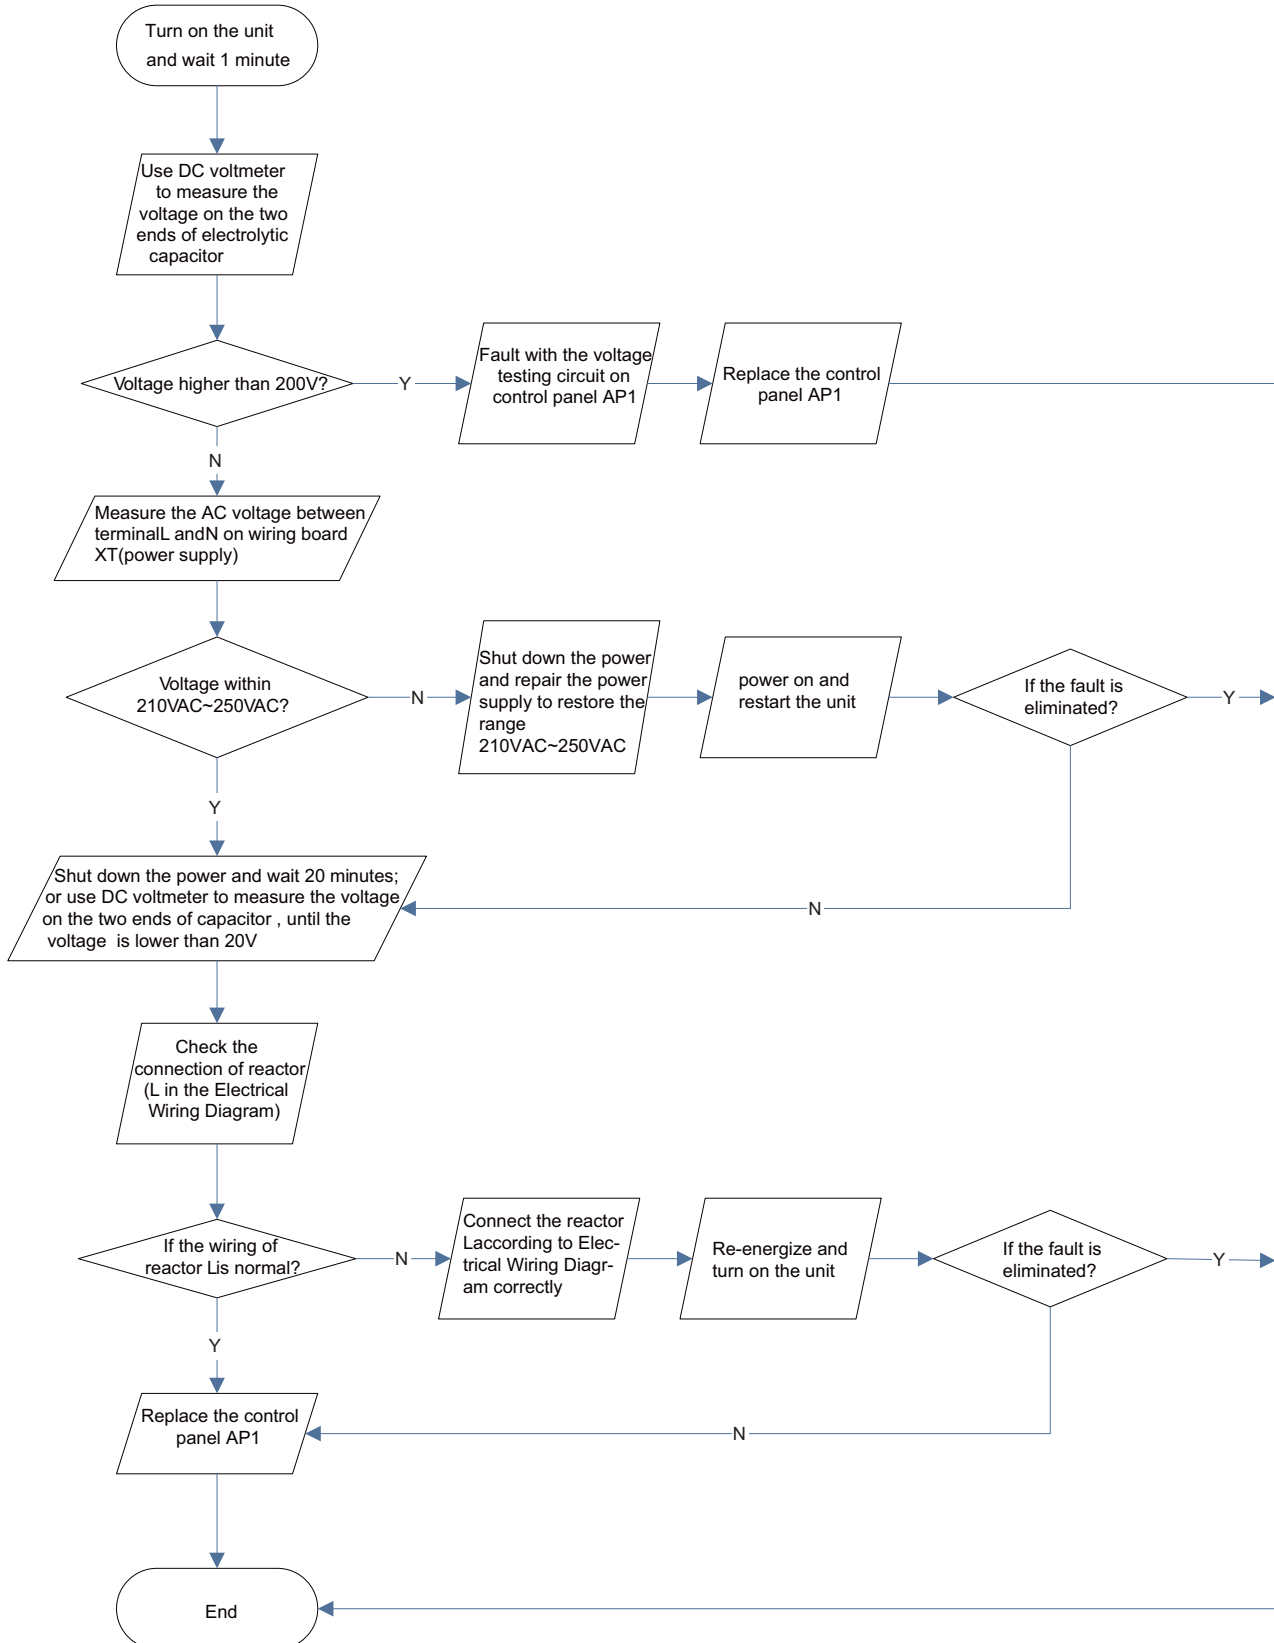 Turn on the unit
and wait 1 minute
Use DC voltmeter
to measure the
voltage on the two
ends of electrolytic
capacitor
Voltage higher than 200V?
Y
Fault with the voltage
testing circuit on
control panel AP1
Replace the control
panel AP1
N
Measure the AC voltage between
terminalL andN on wiring board
XT(power supply)
Voltage within
210VAC~250VAC?
N
Shut down the power
and repair the power
supply to restore the
range
210VAC~250VAC
power on and
restart the unit
If the fault is
eliminated?
Y
Y
Shut down the power and wait 20 minutes;
or use DC voltmeter to measure the voltage
on the two ends of capacitor , until the
voltage  is lower than 20V
N
Check the
connection of reactor
(L in the Electrical
Wiring Diagram)
If the wiring of
reactor Lis normal?
N
Connect the reactor
Laccording to Elec-
trical Wiring Diagr-
am correctly
Re-energize and
turn on the unit
If the fault is
eliminated?
Y
Y
Replace the control
panel AP1
N
End